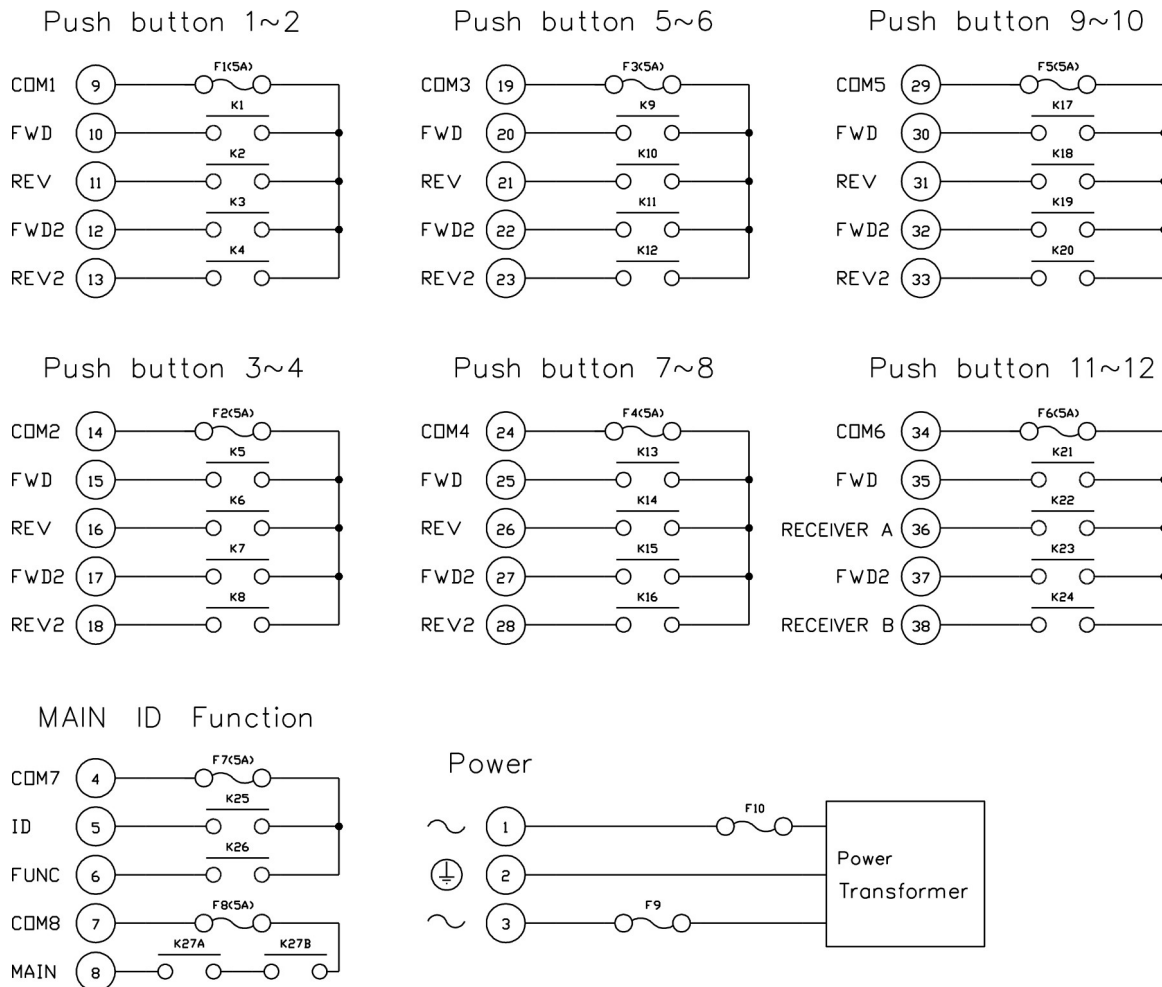 Push button 1~2
F1(5A)
COM1 9
K1
FWD 10
K2
REV 11
K3
FWD2 12
K4
REV2 13
Push button 5~6
F3(5A)
COM3 19
K9
FWD 20
K10
REV 21
K11
FWD2 22
K12
REV2 23
Push button 9~10
F5(5A)
COM5 29
K17
FWD 30
K18
REV 31
K19
FWD2 32
K20
REV2 33
Push button 3~4
F2(5A)
COM2 14
K5
FWD 15
K6
REV 16
K7
FWD2 17
K8
REV2 18
Push button 7~8
F4(5A)
COM4 24
K13
FWD 25
K14
REV 26
K15
FWD2 27
K16
REV2 28
Push button 11~12
F6(5A)
COM6 34
K21
FWD 35
K22
RECEIVER A 36
K23
FWD2 37
K24
RECEIVER B 38
MAIN ID Function
F7(5A)
COM7 4
K25
ID 5
K26
FUNC 6
F8(5A)
COM8 7
K27A K27B
MAIN 8
Power
F10
1
2
F9
3
Power
Transformer